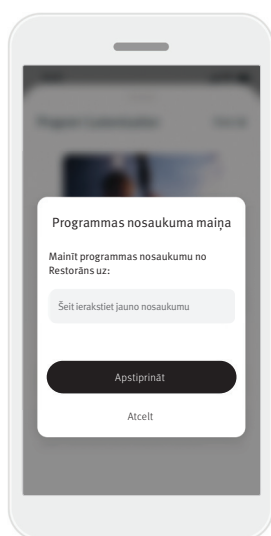 Programmas nosaukuma maiņa
Mainīt programmas nosaukumu no
Restorāns uz:
Šeit ierakstiet jauno nosaukumu
Apstiprināt
Atcelt